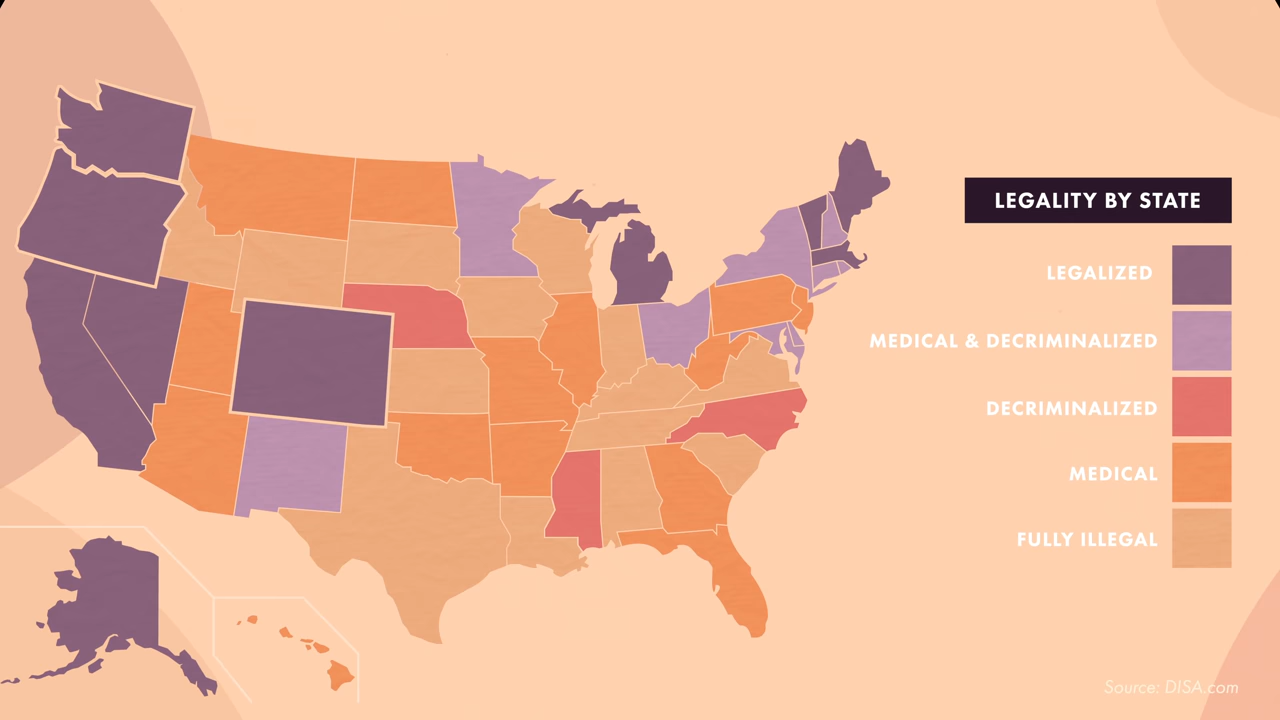 LEGALITY BY STATE
LEGALIZED
MEDICAL & DECRIMINALIZED
DECRIMINALIZED
MEDICAL
FULLY ILLEGAL
Source: DISA.com